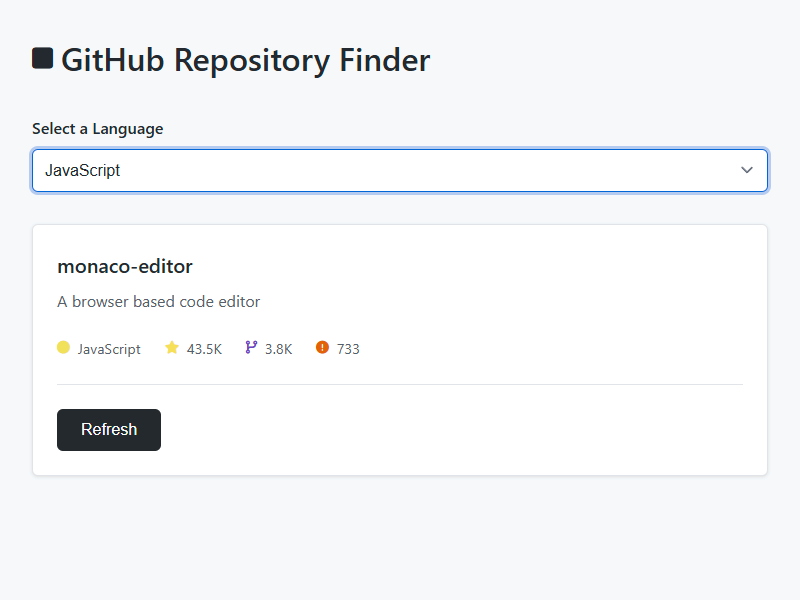 GitHub Repository Finder
Select a Language
JavaScript
monaco-editor
A browser based code editor
JavaScript 43.5K 3.8K 733
Refresh